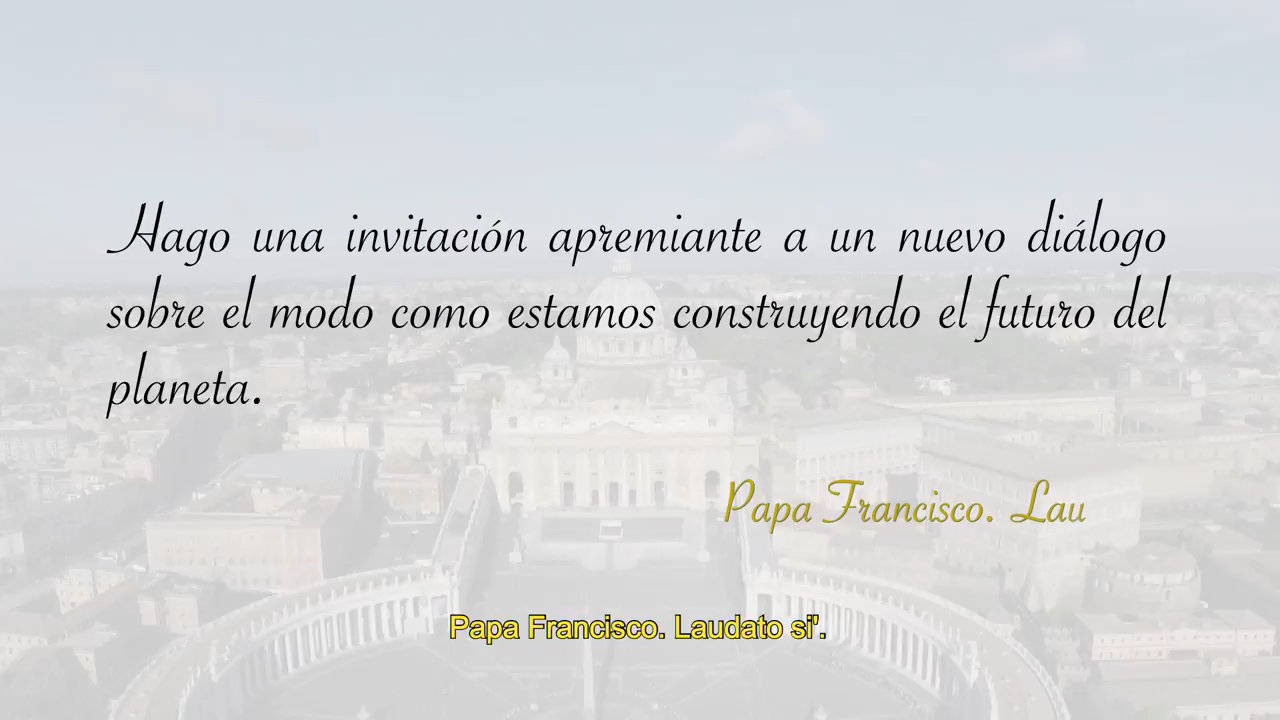 Hago una invitación apremiante a un nuevo diálogo
sobre el modo como estamos construyendo el futuro del
planeta.
Papa Francisco. Lau
Papa Francisco. Laudato si'.